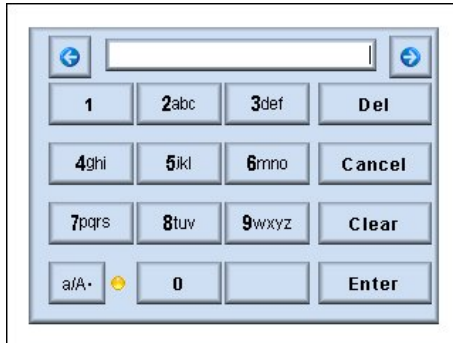 1 2abc 3def Del
4ghi 5jkl 6mno Cancel
7pqrs 8tuv 9wxyz Clear
a/A· 0 Enter